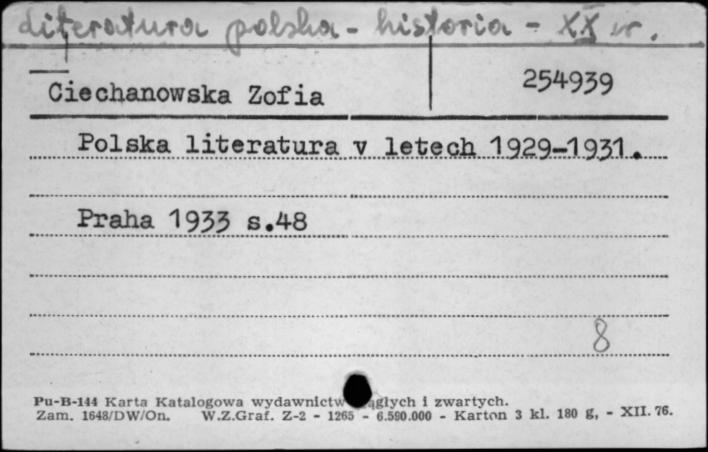 literatura polska - historia - XX w.
Ciechanowska Zofia
254939
Polska literatura v letech 1929-1931.
Praha 1933 s.48
8
Pu-B-144 Karta Katalogowa wydawnictw ciągłych i zwartych.
Zam. 1648/DW/On. W.Z.Graf. Z-2 - 1265 - 6.590.000 - Karton 3 kl. 180 g, - XII. 76.